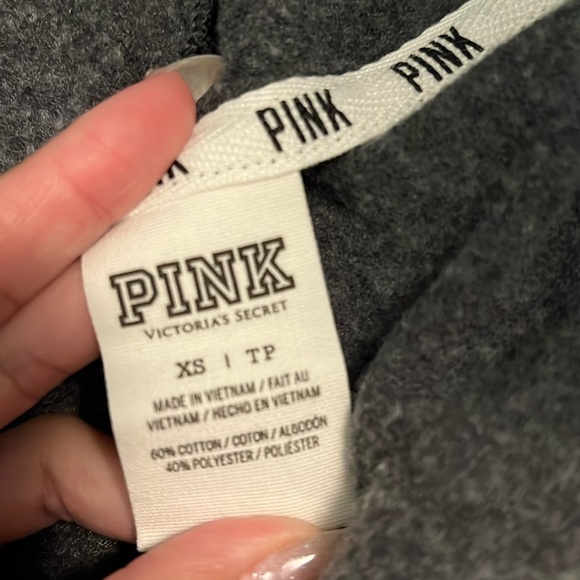 PINK
PINK
PINK
VICTORIA'S SECRET
XS | TP
MADE IN VIETNAM / FAIT AU
VIETNAM / HECHO EN VIETNAM
60% COTTON / COTON / ALGODÓN
40% POLYESTER / POLIÉSTER